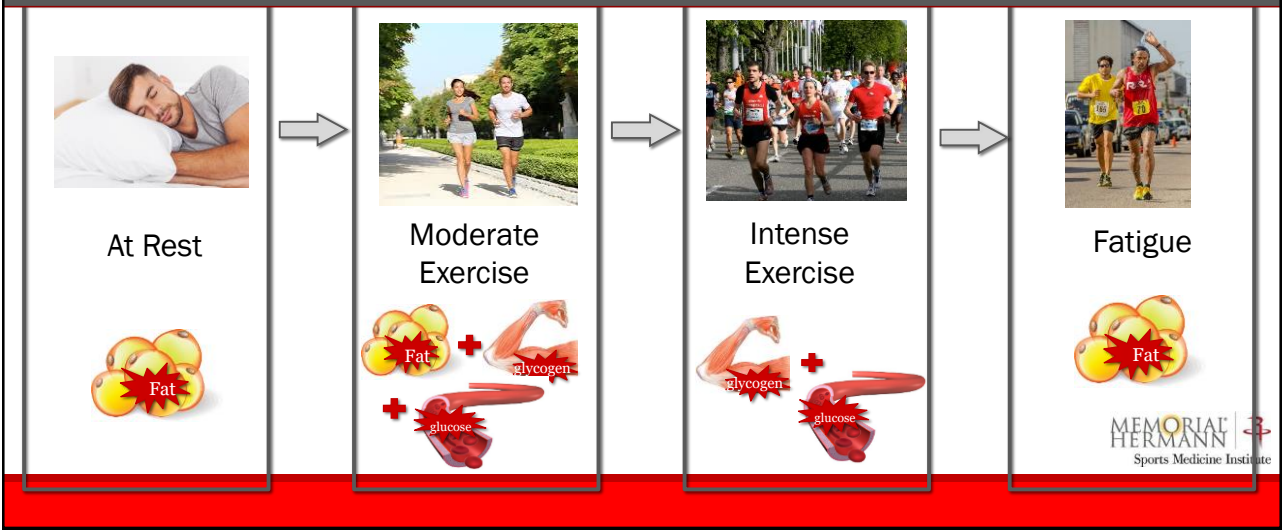 At Rest
Fat
Moderate
Exercise
Fat
glycogen
glucose
Intense
Exercise
glycogen
glucose
Fatigue
Fat
MEMORIAL
HERMANN
Sports Medicine Institute